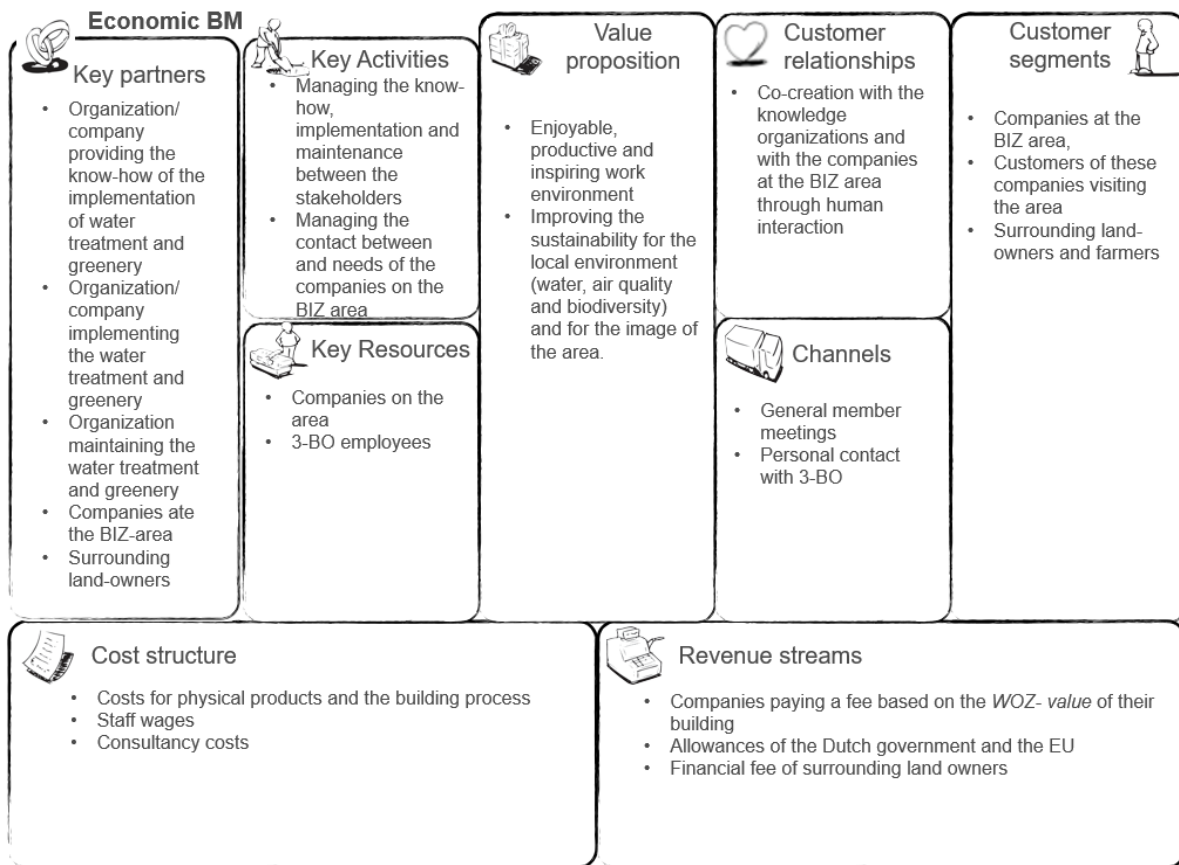 Economic BM
Key partners
• Organization/
company
providing the
know-how of the
implementation
of water
treatment and
greenery
• Organization/
company
implementing
the water
treatment and
greenery
• Organization
maintaining the
water treatment
and greenery
• Companies ate
the BIZ-area
• Surrounding
land-owners
Key Activities
• Managing the know-
how,
implementation and
maintenance
between the
stakeholders
• Managing the
contact between
and needs of the
companies on the
BIZ area
Key Resources
• Companies on the
area
• 3-BO employees
Value
proposition
• Enjoyable,
productive and
inspiring work
environment
• Improving the
sustainability for the
local environment
(water, air quality
and biodiversity)
and for the image of
the area.
Customer
relationships
• Co-creation with the
knowledge
organizations and
with the companies
at the BIZ area
through human
interaction
Channels
• General member
meetings
• Personal contact
with 3-BO
Customer
segments
• Companies at the
BIZ area,
• Customers of these
companies visiting
the area
• Surrounding land-
owners and farmers
Cost structure
• Costs for physical products and the building process
• Staff wages
• Consultancy costs
Revenue streams
• Companies paying a fee based on the WOZ- value of their
building
• Allowances of the Dutch government and the EU
• Financial fee of surrounding land owners